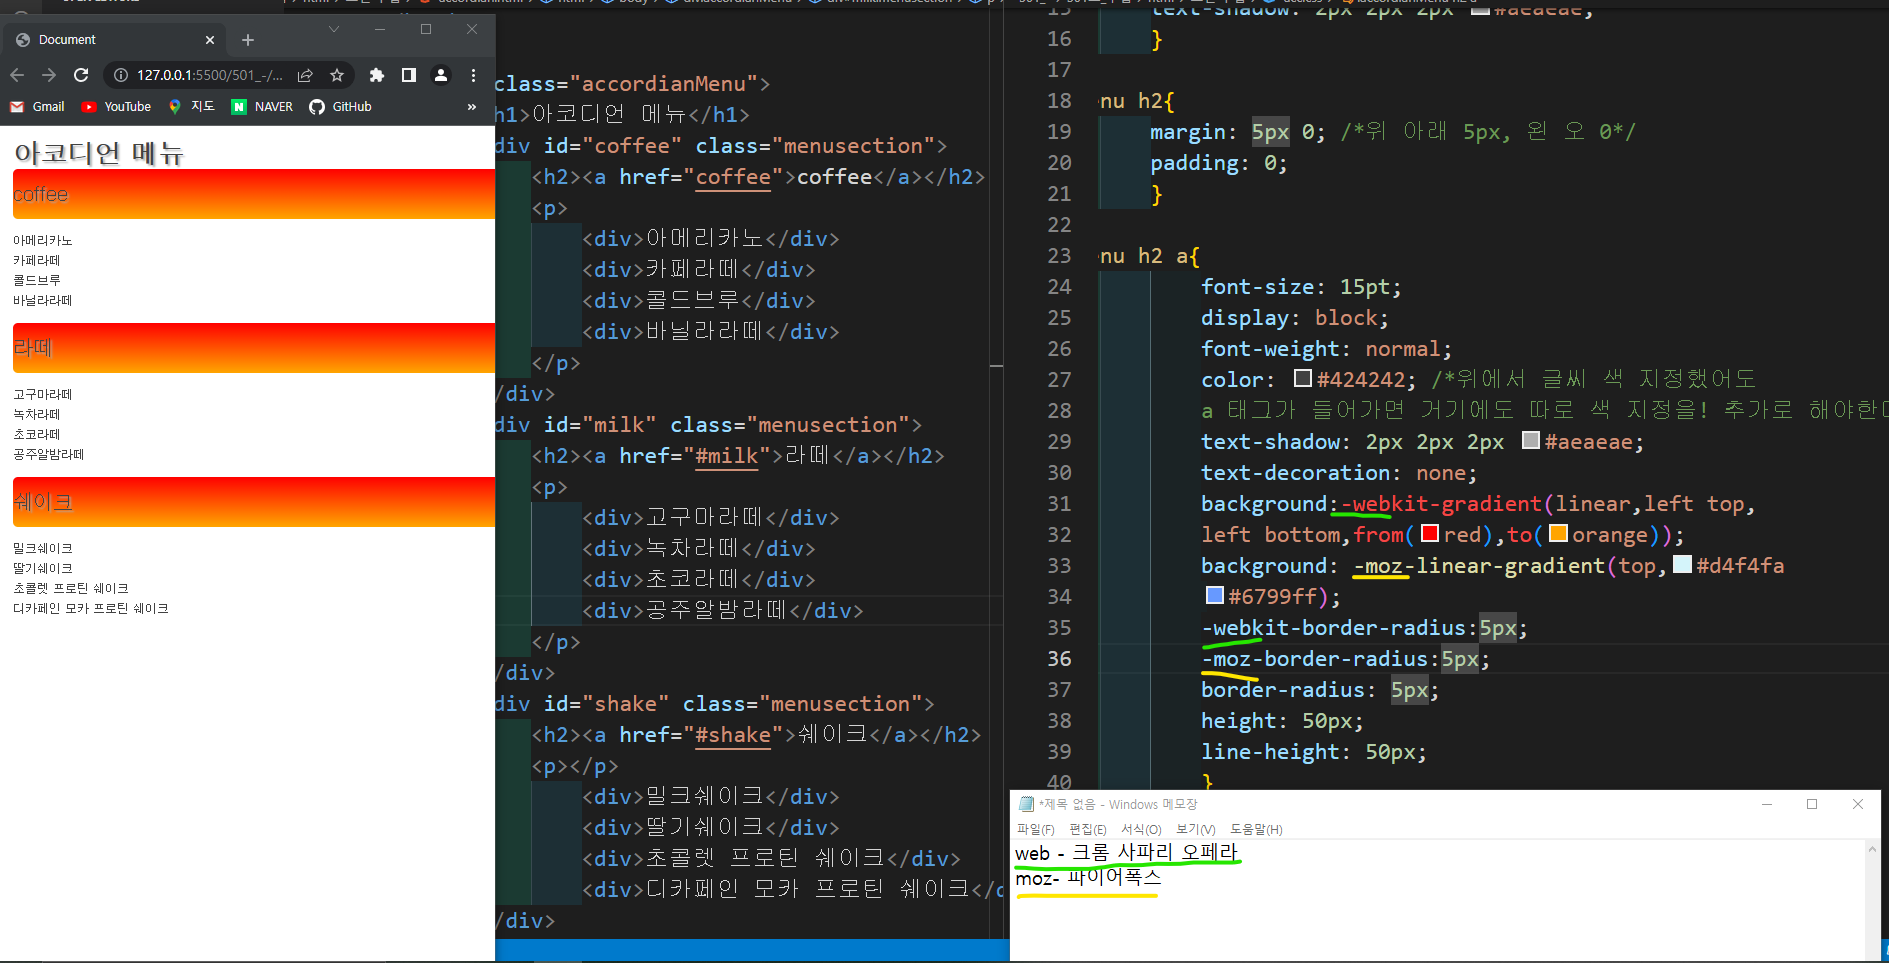 Document
127.0.0.1:5500/501_-/...
Gmail YouTube 지도 NAVER GitHub »
아코디언 메뉴
coffee
아메리카노
카페라떼
콜드브루
바닐라라떼
라떼
고구마라떼
녹차라떼
초코라떼
공주알밤라떼
쉐이크
밀크쉐이크
딸기쉐이크
초콜렛 프로틴 쉐이크
디카페인 모카 프로틴 쉐이크
class="accordianMenu">
h1>아코디언 메뉴</h1>
div id="coffee" class="menusection">
<h2><a href="coffee">coffee</a></h2>
<p>
<div>아메리카노</div>
<div>카페라떼</div>
<div>콜드브루</div>
<div>바닐라라떼</div>
</p>
/div>
div id="milk" class="menusection">
<h2><a href="#milk">라떼</a></h2>
<p>
<div>고구마라떼</div>
<div>녹차라떼</div>
<div>초코라떼</div>
<div>공주알밤라떼</div>
</p>
/div>
div id="shake" class="menusection">
<h2><a href="#shake">쉐이크</a></h2>
<p></p>
<div>밀크쉐이크</div>
<div>딸기쉐이크</div>
<div>초콜렛 프로틴 쉐이크</div>
<div>디카페인 모카 프로틴 쉐이크</d
/div>
15 text-shadow: 2px 2px 2px #aeaeae;
16 }
17
18 nu h2{
19 margin: 5px 0; /*위 아래 5px, 왼 오 0*/
20 padding: 0;
21 }
22
23 nu h2 a{
24 font-size: 15pt;
25 display: block;
26 font-weight: normal;
27 color: #424242; /*위에서 글씨 색 지정했어도
28 a 태그가 들어가면 거기에도 따로 색 지정을! 추가로 해야한다
29 text-shadow: 2px 2px 2px #aeaeae;
30 text-decoration: none;
31 background:-webkit-gradient(linear,left top,
32 left bottom,from(red),to(orange));
33 background: -moz-linear-gradient(top,#d4f4fa
34 #6799ff);
35 -webkit-border-radius:5px;
36 -moz-border-radius:5px;
37 border-radius: 5px;
38 height: 50px;
39 line-height: 50px;
40 }
*제목 없음 - Windows 메모장
파일(F) 편집(E) 서식(O) 보기(V) 도움말(H)
web - 크롬 사파리 오페라
moz- 파이어폭스